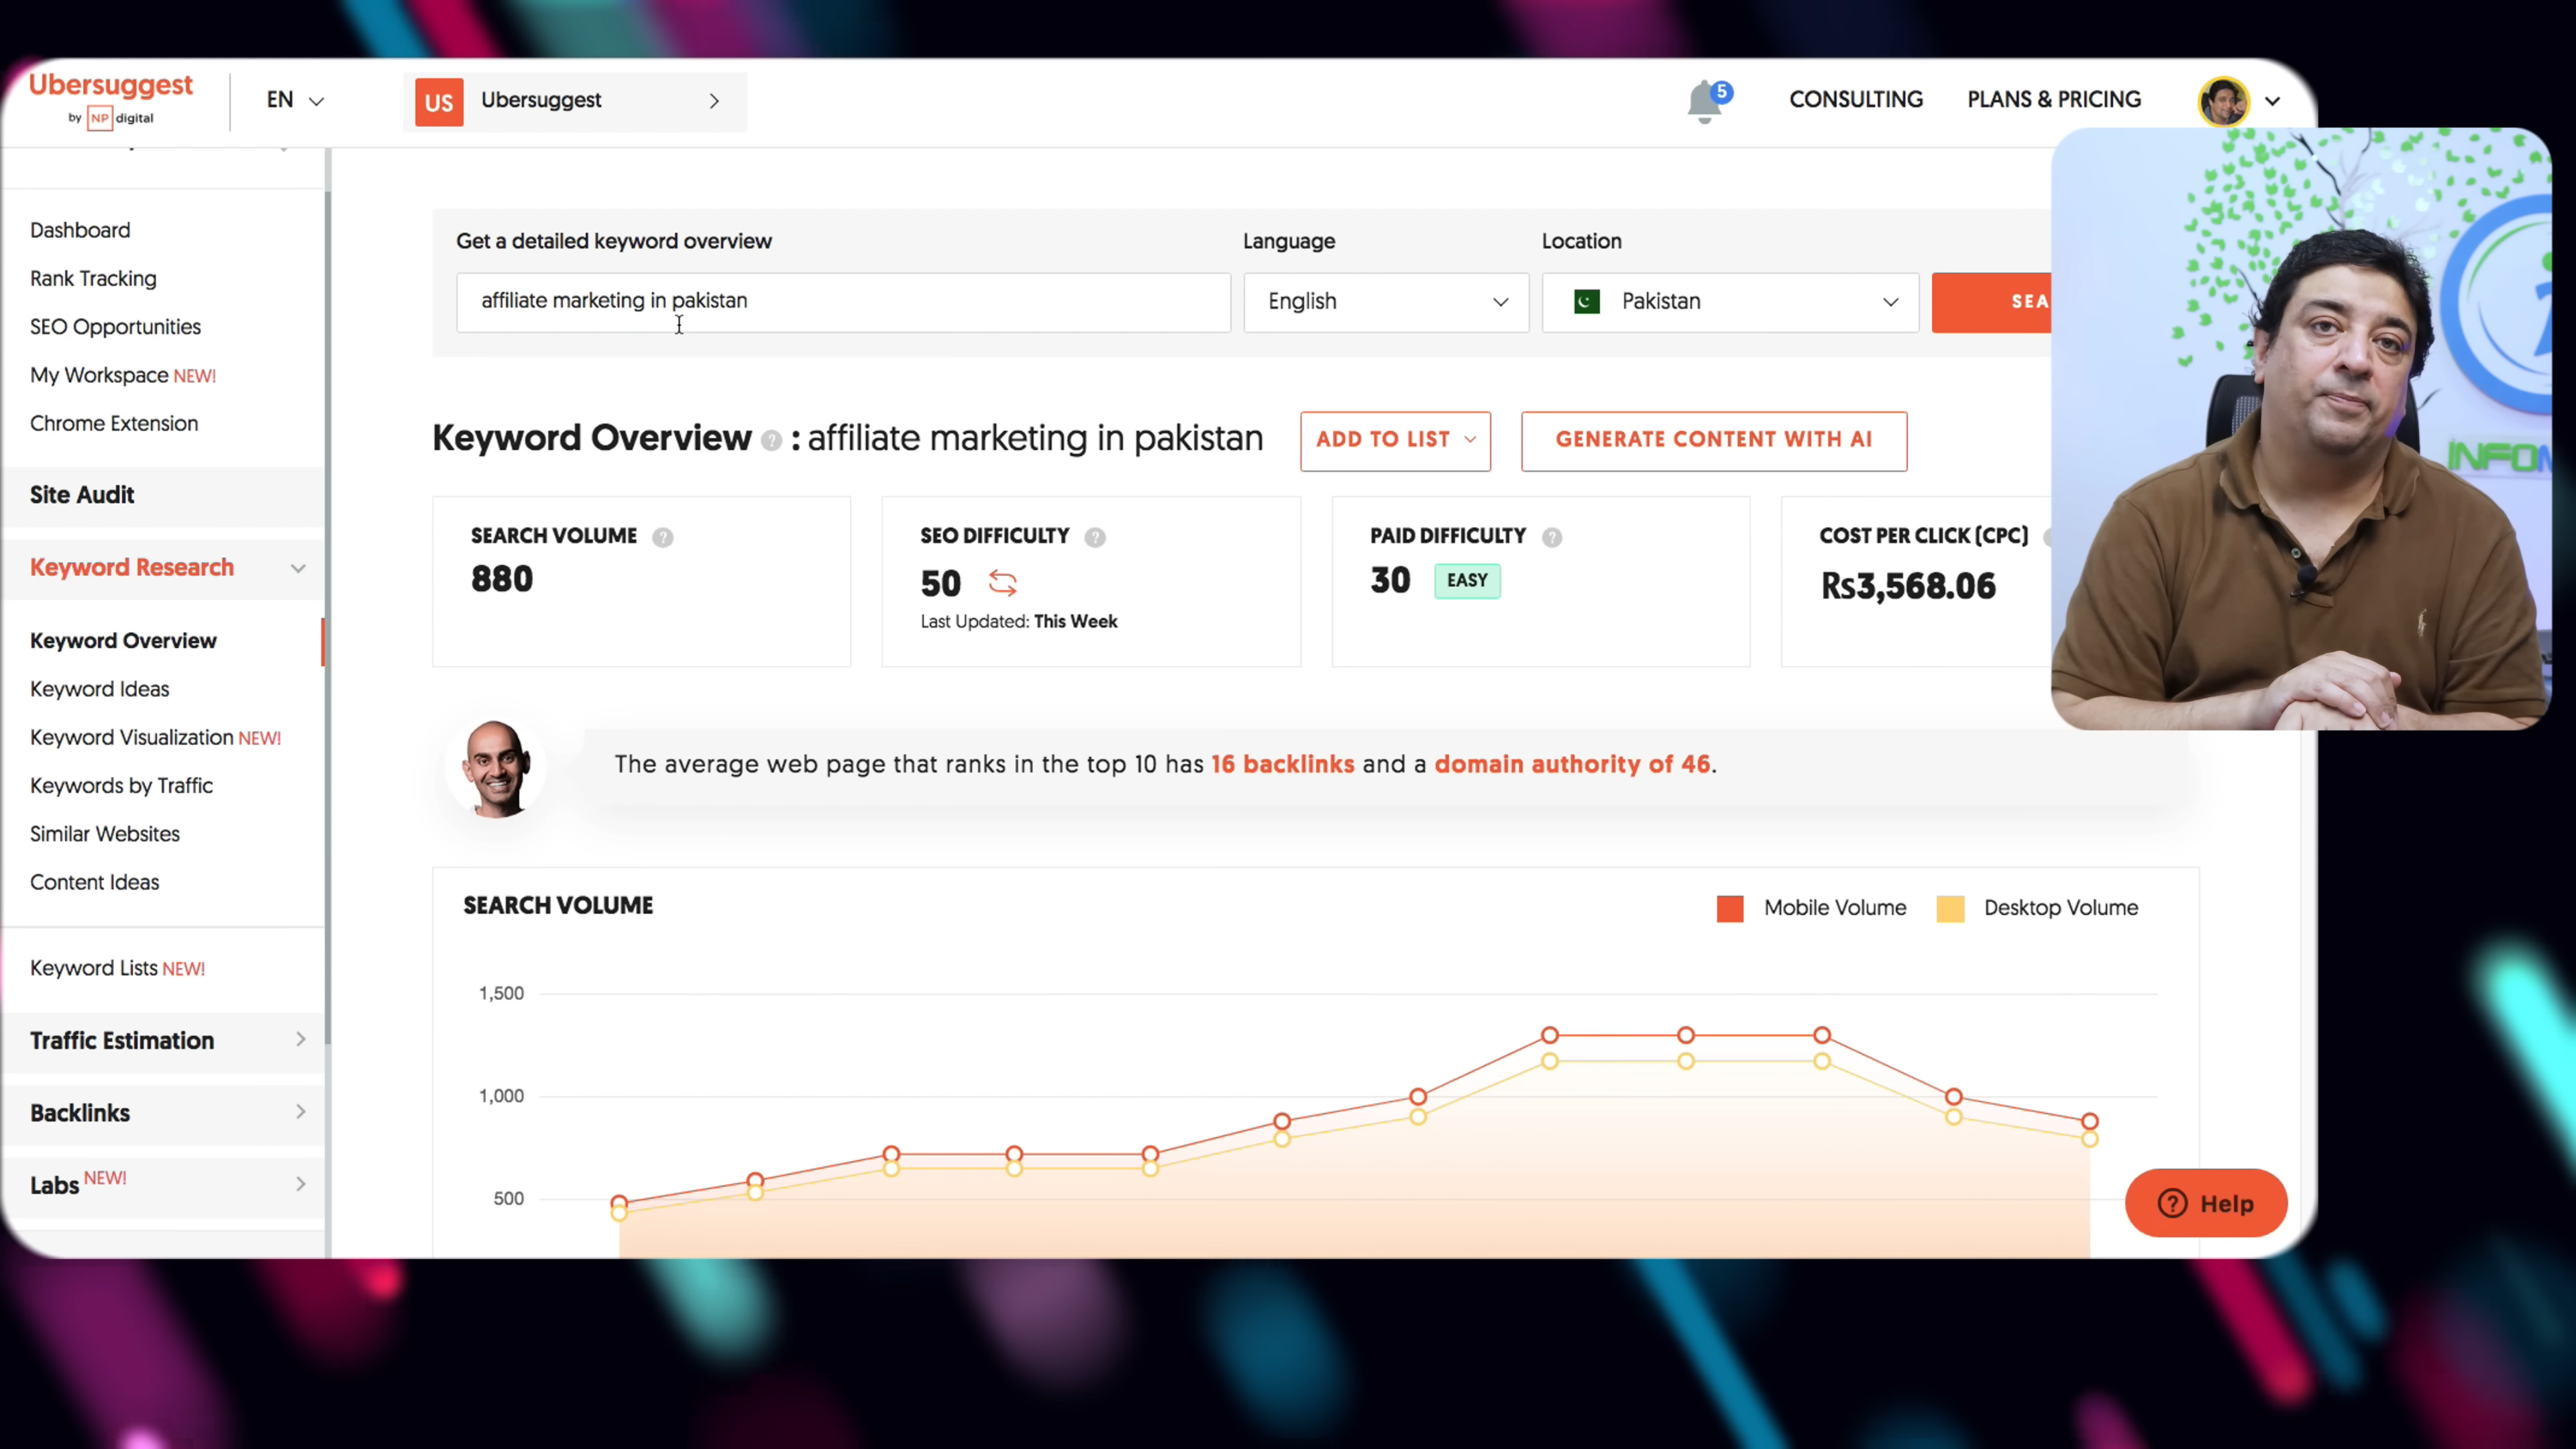 Ubersuggest
by NP digital
EN
US Ubersuggest
5
CONSULTING
PLANS & PRICING
Dashboard
Rank Tracking
SEO Opportunities
My Workspace NEW!
Chrome Extension
Site Audit
Keyword Research
Keyword Overview
Keyword Ideas
Keyword Visualization NEW!
Keywords by Traffic
Similar Websites
Content Ideas
Keyword Lists NEW!
Traffic Estimation
Backlinks
Labs NEW!
Get a detailed keyword overview
Language
Location
affiliate marketing in pakistan
English
Pakistan
SEA
Keyword Overview ? : affiliate marketing in pakistan
ADD TO LIST
GENERATE CONTENT WITH AI
SEARCH VOLUME ?
880
SEO DIFFICULTY ?
50
Last Updated: This Week
PAID DIFFICULTY ?
30 EASY
COST PER CLICK (CPC)
Rs3,568.06
INFO
The average web page that ranks in the top 10 has 16 backlinks and a domain authority of 46.
SEARCH VOLUME
Mobile Volume
Desktop Volume
1,500
1,000
500
? Help